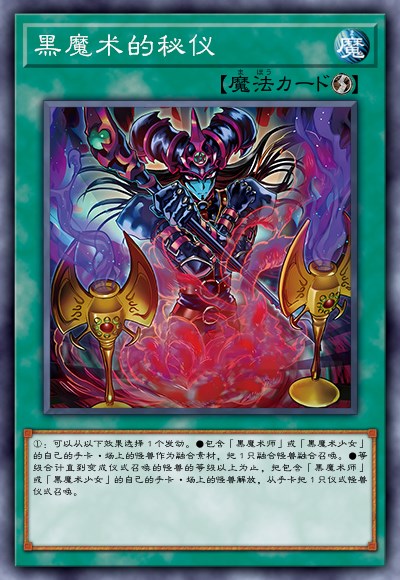 黑魔术的秘仪
魔
【魔法カード】
まほう
①：可以从以下效果选择1个发动。●包含「黑魔术师」或「黑魔术少女」
的自己的手卡·场上的怪兽作为融合素材，把1只融合怪兽融合召唤。●等
级合计直到变成仪式召唤的怪兽的等级以上为止，把包含「黑魔术师」
或「黑魔术少女」的自己的手卡·场上的怪兽解放，从手卡把1只仪式怪兽
仪式召唤。